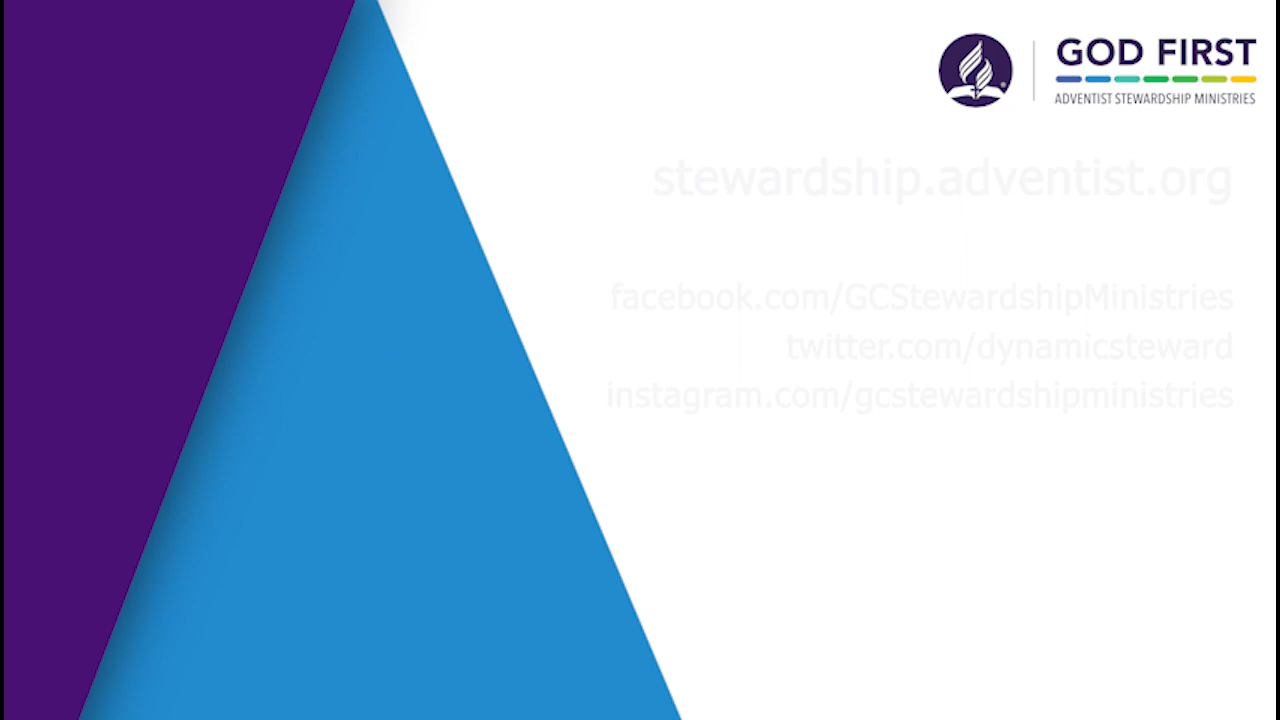 GOD FIRST
ADVENTIST STEWARDSHIP MINISTRIES
stewardship.adventist.org
facebook.com/GCStewardshipMinistries
twitter.com/dynamicsteward
instagram.com/gcstewardshipministries